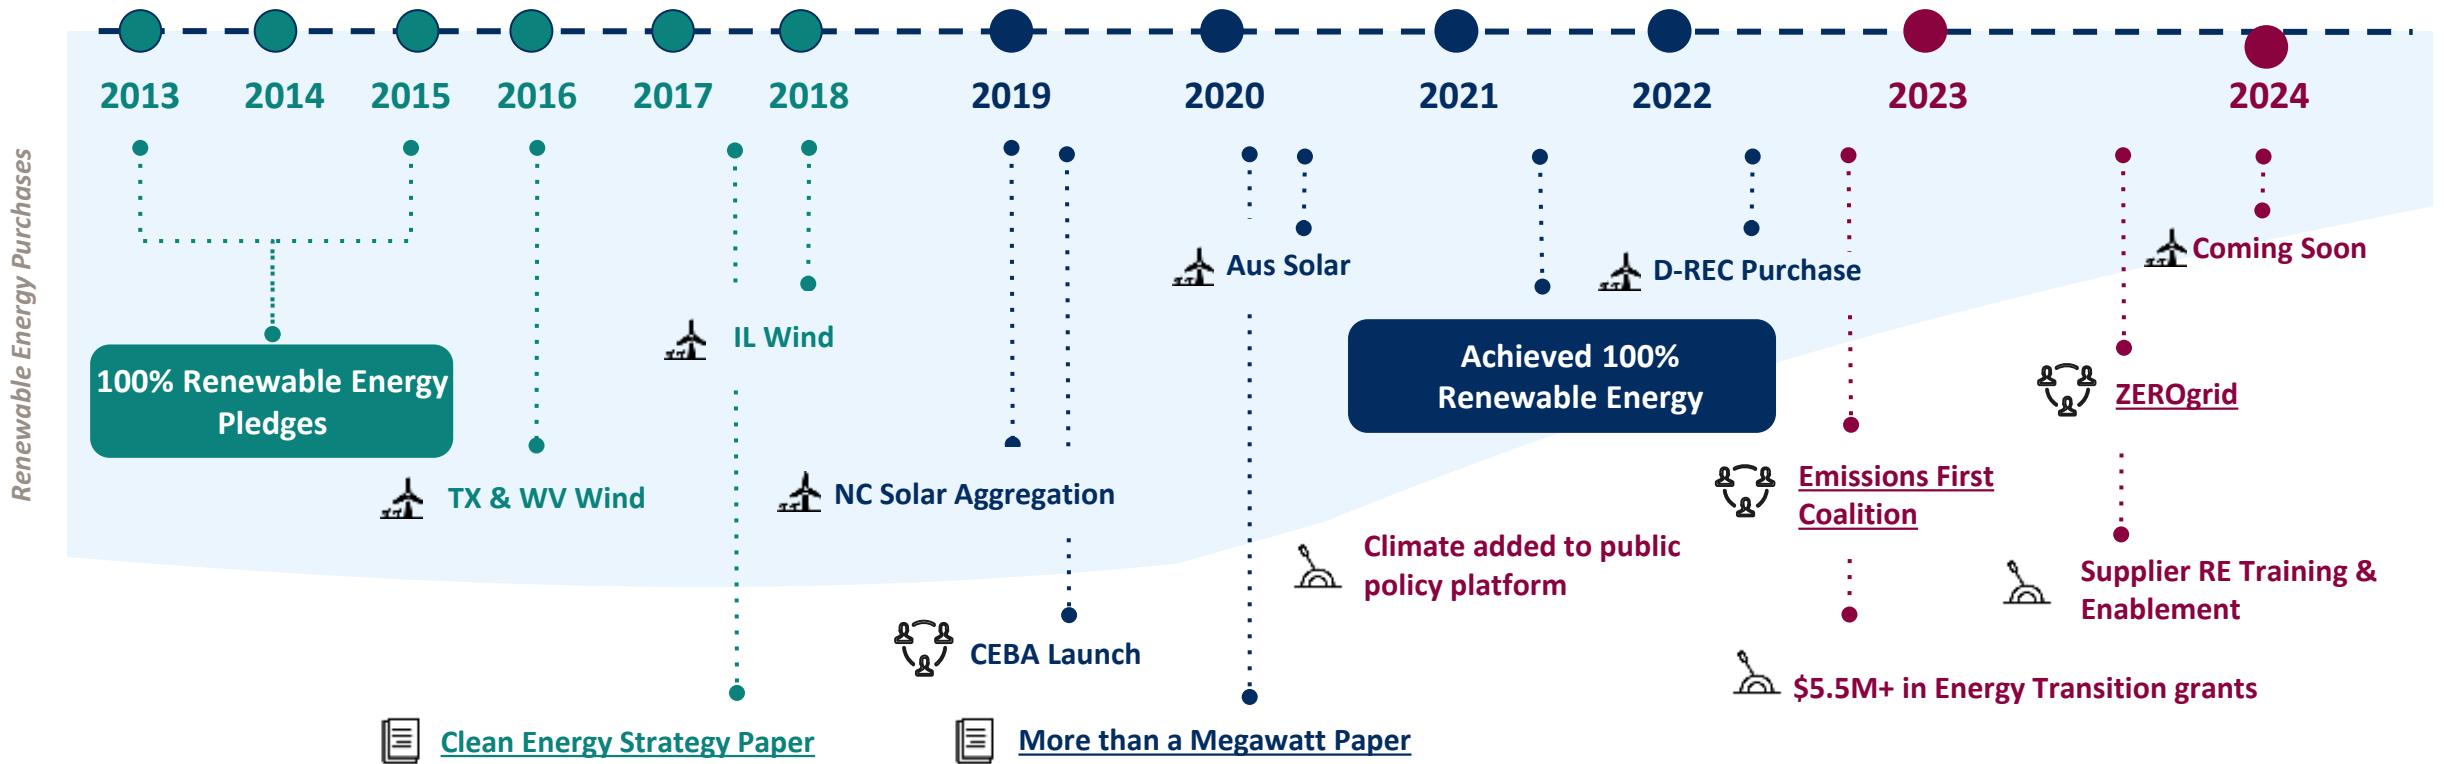 2013
2014
2015
2016
2017
2018
2019
2020
2021
2022
2023
2024
Renewable Energy Purchases
100% Renewable Energy
Pledges
TX & WV Wind
IL Wind
Clean Energy Strategy Paper
NC Solar Aggregation
CEBA Launch
Aus Solar
More than a Megawatt Paper
Achieved 100%
Renewable Energy
Climate added to public
policy platform
D-REC Purchase
Emissions First
Coalition
$5.5M+ in Energy Transition grants
Coming Soon
ZEROgrid
Supplier RE Training &
Enablement